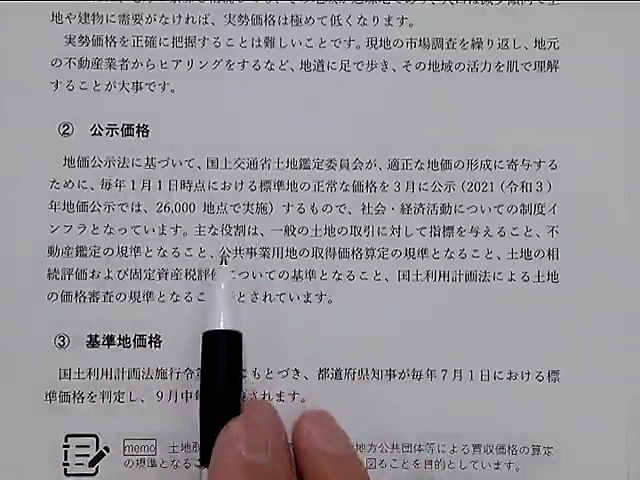 地や建物に需要がなければ、実勢価格は極めて低くなります。
実勢価格を正確に把握することは難しいことです。現地の市場調査を繰り返し、地元
の不動産業者からヒアリングをするなど、地道に足で歩き、その地域の活力を肌で理解
することが大事です。
② 公示価格
地価公示法に基づいて、国土交通省土地鑑定委員会が、適正な地価の形成に寄与する
ために、毎年1月1日時点における標準地の正常な価格を3月に公示(2021(令和3)
年地価公示では、26,000 地点で実施)するもので、社会・経済活動についての制度イ
ンフラとなっています。主な役割は、一般の土地の取引に対して指標を与えること、不
動産鑑定の規準となること、公共事業用地の取得価格算定の規準となること、土地の相
続評価および固定資産税評価についての基準となること、国土利用計画法による土地
の価格審査の規準となること とされています。
③ 基準地価格
国土利用計画法施行令 にもとづき、都道府県知事が毎年7月1日における標
準価格を判定し、9月中 されます。
memo 土地 地方公共団体等による買収価格の算定
の規準となる 図ることを目的としています。